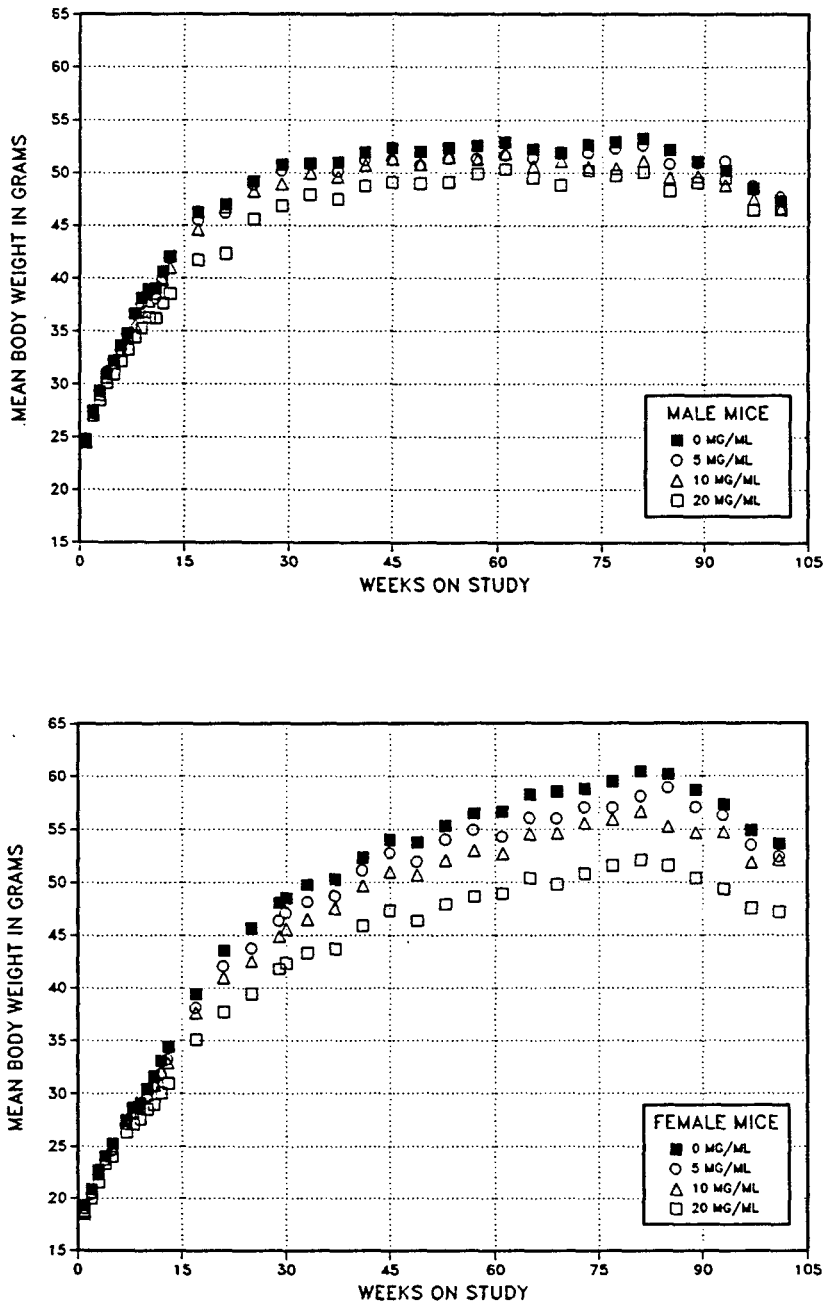 65
60
55
50
45
40
35
30
25
20
15
.MEAN BODY WEIGHT IN GRAMS
MALE MICE
0 MG/ML
5 MG/ML
10 MG/ML
20 MG/ML
0 15 30 45 60 75 90 105
WEEKS ON STUDY
65
60
55
50
45
40
35
30
25
20
15
MEAN BODY WEIGHT IN GRAMS
FEMALE MICE
0 MG/ML
5 MG/ML
10 MG/ML
20 MG/ML
0 15 30 45 60 75 90 105
WEEKS ON STUDY